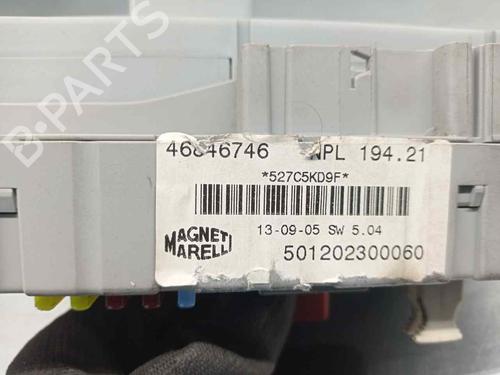 B-PARTS
46846746 NPL 194.21
*527C5KD9F*
13-09-05 SW 5.04
MAGNETI
MARELLI
501202300060